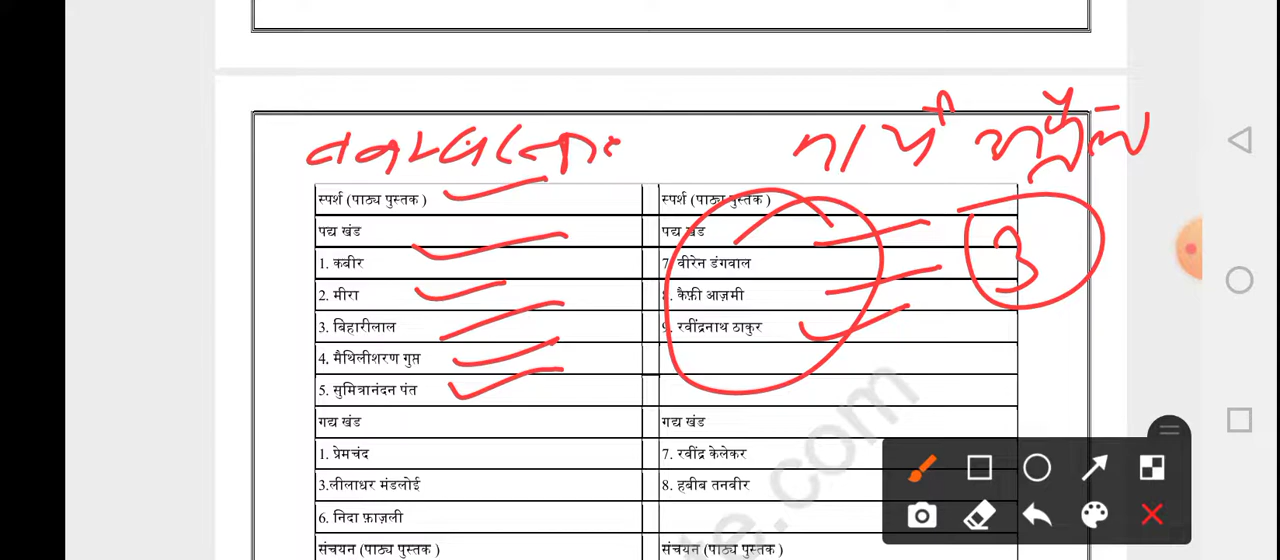 स्पर्श (पाठ्य पुस्तक ) स्पर्श (पाठ्य पुस्तक )
पद्य खंड पद्य खंड
1. कबीर 7. वीरेन डंगवाल
2. मीरा 8. कैफ़ी आज़मी
3. बिहारीलाल 9. रवींद्रनाथ ठाकुर
3
4. मैथिलीशरण गुप्त
5. सुमित्रानंदन पंत
गद्य खंड गद्य खंड
1. प्रेमचंद 7. रवींद्र केलेकर
3.लीलाधर मंडलोई 8. हबीब तनवीर
6. निदा फ़ाज़ली
संचयन (पाठ्य पुस्तक ) संचयन (पाठ्य पुस्तक )